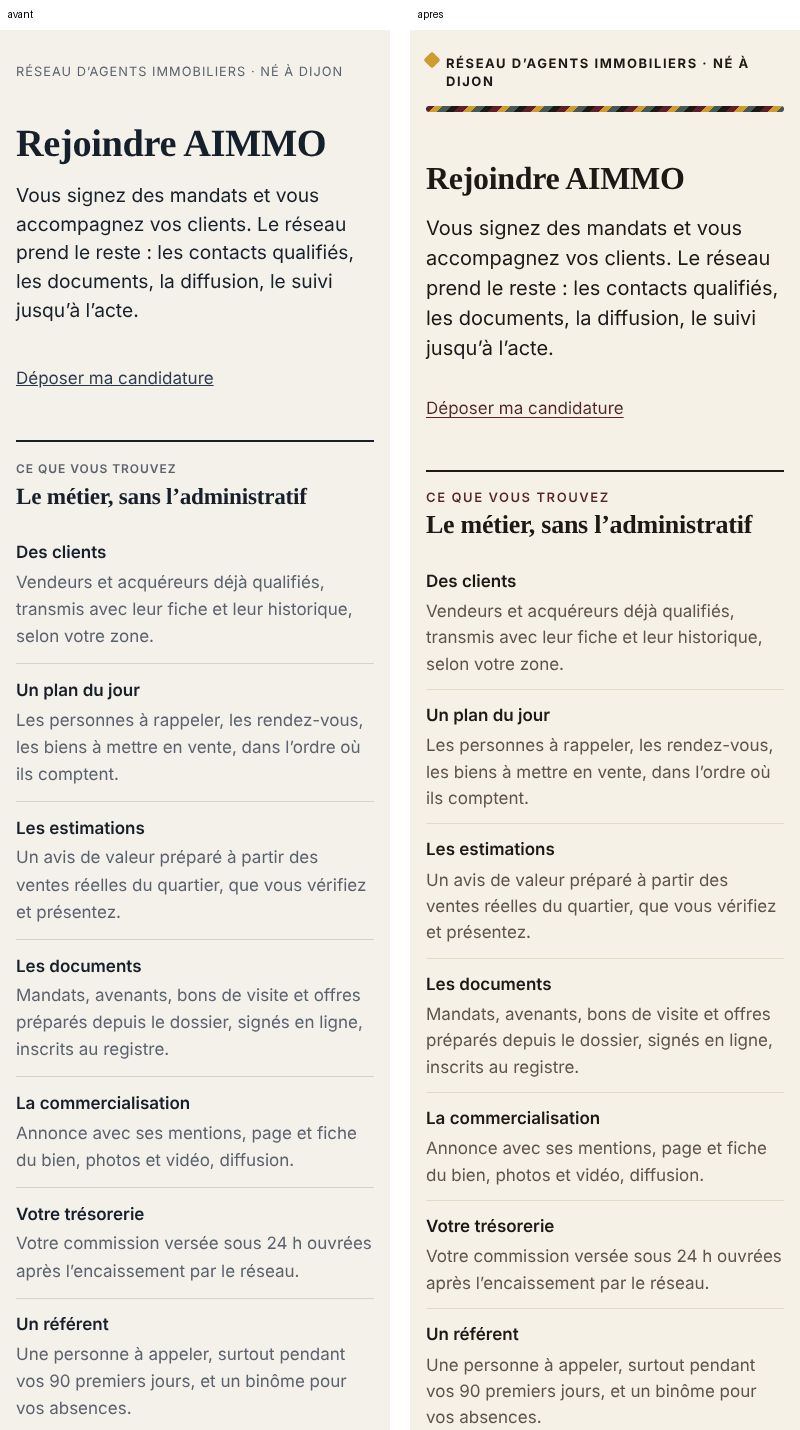 avant
RÉSEAU D’AGENTS IMMOBILIERS · NÉ À DIJON
Rejoindre AIMMO
Vous signez des mandats et vous
accompagnez vos clients. Le réseau
prend le reste : les contacts qualifiés,
les documents, la diffusion, le suivi
jusqu’à l’acte.
Déposer ma candidature
CE QUE VOUS TROUVEZ
Le métier, sans l’administratif
Des clients
Vendeurs et acquéreurs déjà qualifiés,
transmis avec leur fiche et leur historique,
selon votre zone.
Un plan du jour
Les personnes à rappeler, les rendez-vous,
les biens à mettre en vente, dans l’ordre où
ils comptent.
Les estimations
Un avis de valeur préparé à partir des
ventes réelles du quartier, que vous vérifiez
et présentez.
Les documents
Mandats, avenants, bons de visite et offres
préparés depuis le dossier, signés en ligne,
inscrits au registre.
La commercialisation
Annonce avec ses mentions, page et fiche
du bien, photos et vidéo, diffusion.
Votre trésorerie
Votre commission versée sous 24 h ouvrées
après l’encaissement par le réseau.
Un référent
Une personne à appeler, surtout pendant
vos 90 premiers jours, et un binôme pour
vos absences.
apres
RÉSEAU D’AGENTS IMMOBILIERS · NÉ À
DIJON
Rejoindre AIMMO
Vous signez des mandats et vous
accompagnez vos clients. Le réseau
prend le reste : les contacts qualifiés,
les documents, la diffusion, le suivi
jusqu’à l’acte.
Déposer ma candidature
CE QUE VOUS TROUVEZ
Le métier, sans l’administratif
Des clients
Vendeurs et acquéreurs déjà qualifiés,
transmis avec leur fiche et leur historique,
selon votre zone.
Un plan du jour
Les personnes à rappeler, les rendez-vous,
les biens à mettre en vente, dans l’ordre où
ils comptent.
Les estimations
Un avis de valeur préparé à partir des
ventes réelles du quartier, que vous vérifiez
et présentez.
Les documents
Mandats, avenants, bons de visite et offres
préparés depuis le dossier, signés en ligne,
inscrits au registre.
La commercialisation
Annonce avec ses mentions, page et fiche
du bien, photos et vidéo, diffusion.
Votre trésorerie
Votre commission versée sous 24 h ouvrées
après l’encaissement par le réseau.
Un référent
Une personne à appeler, surtout pendant
vos 90 premiers jours, et un binôme pour
vos absences.